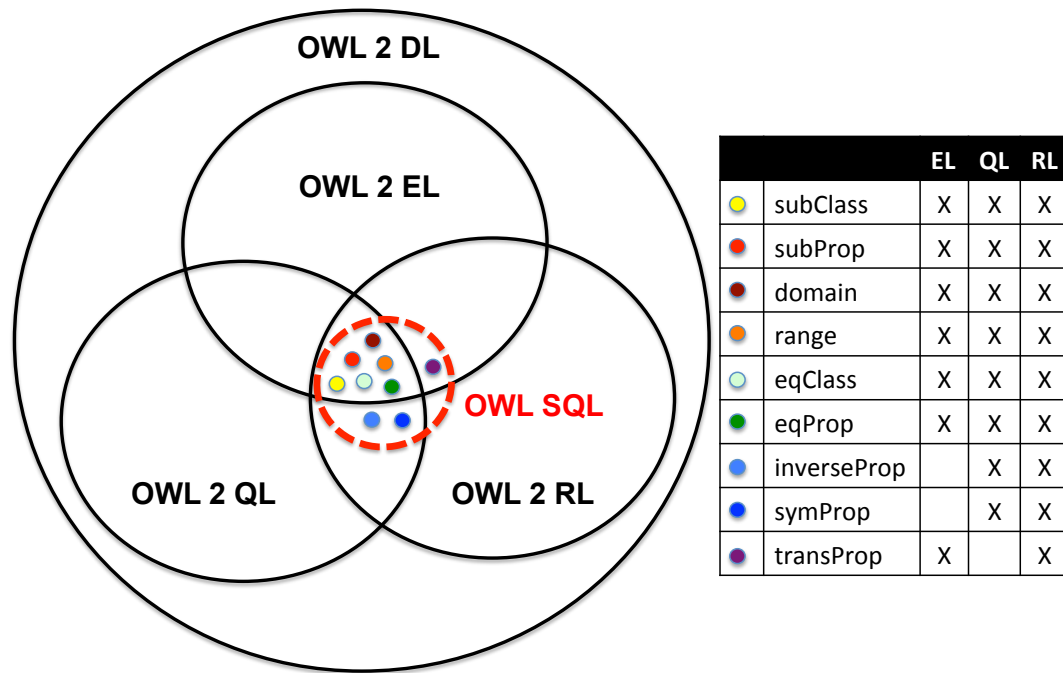 OWL 2 DL
OWL 2 EL
OWL SQL
OWL 2 QL
OWL 2 RL
EL QL RL
subClass X X X
subProp X X X
domain X X X
range X X X
eqClass X X X
eqProp X X X
inverseProp X X
symProp X X
transProp X X